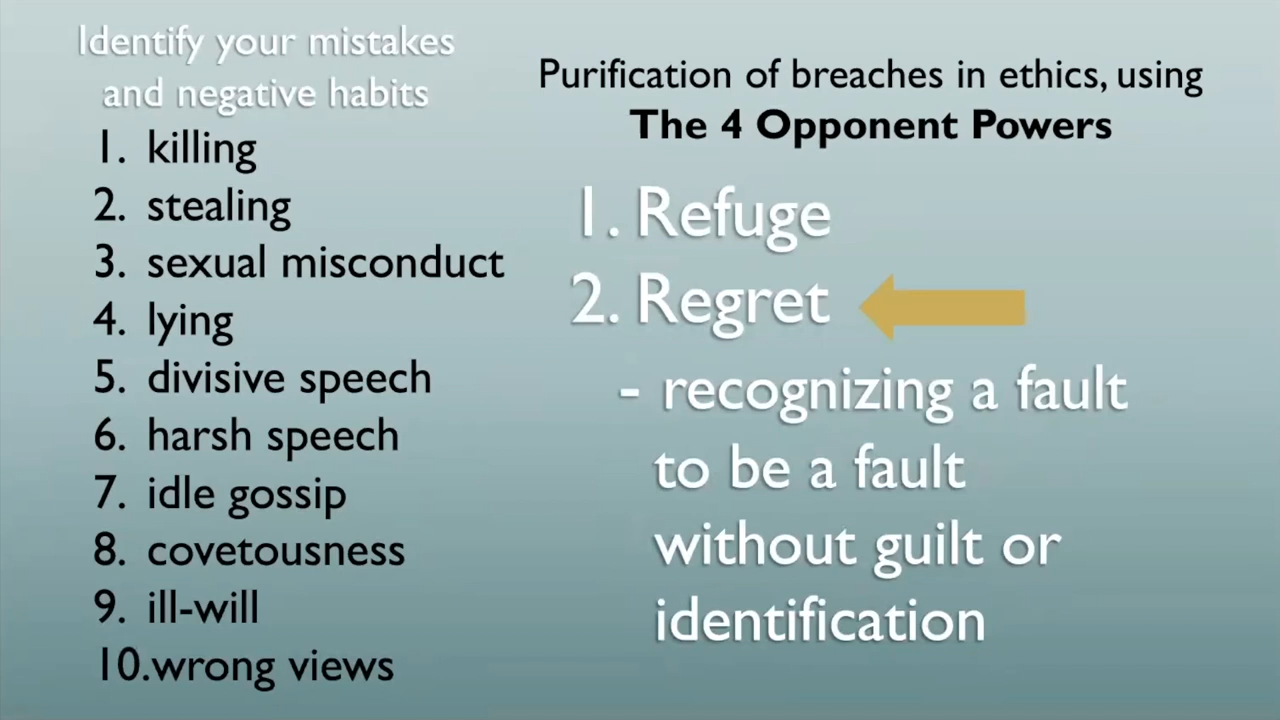 Identify your mistakes
and negative habits
1. killing
2. stealing
3. sexual misconduct
4. lying
5. divisive speech
6. harsh speech
7. idle gossip
8. covetousness
9. ill-will
10.wrong views
Purification of breaches in ethics, using
The 4 Opponent Powers
1. Refuge
2. Regret
- recognizing a fault
to be a fault
without guilt or
identification